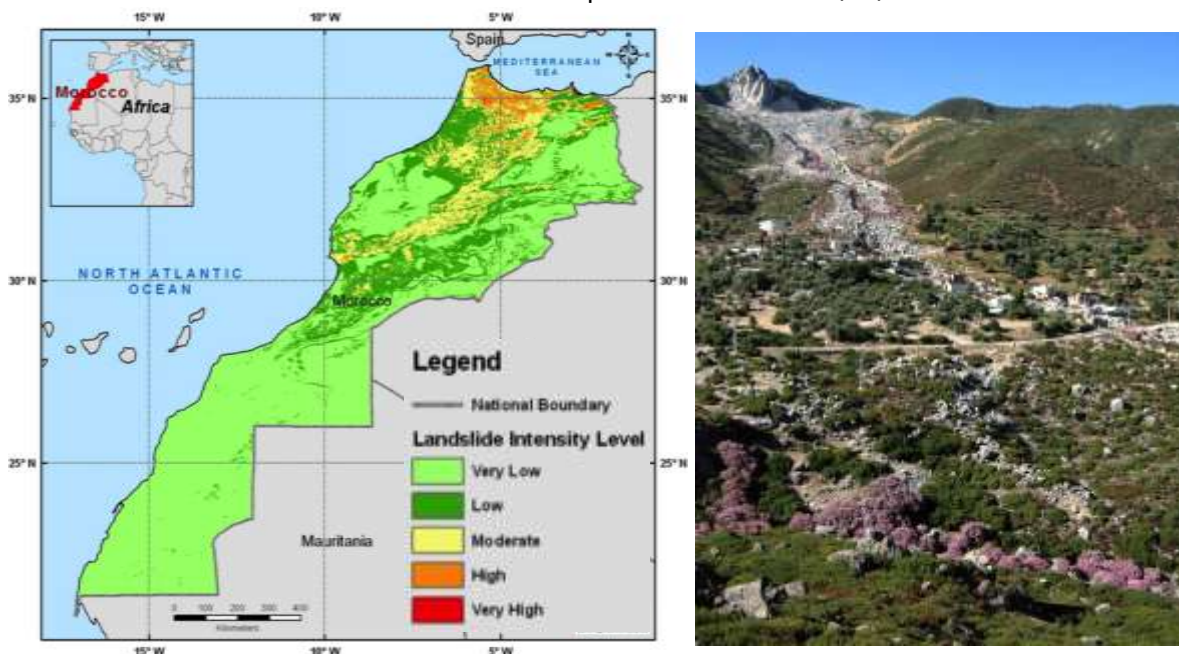 15° W
10° W
5° W
Spain
MEDITERRANEAN
SEA
N
Morocco
Africa
35° N
35° N
NORTH ATLANTIC
OCEAN
30° N
30° N
Morocco
Legend
National Boundary
Landslide Intensity Level
25° N
25° N
Very Low
Low
Moderate
High
Very High
Mauritania
0 100 200 300 400
Kilometers
15° W
10° W
5° W